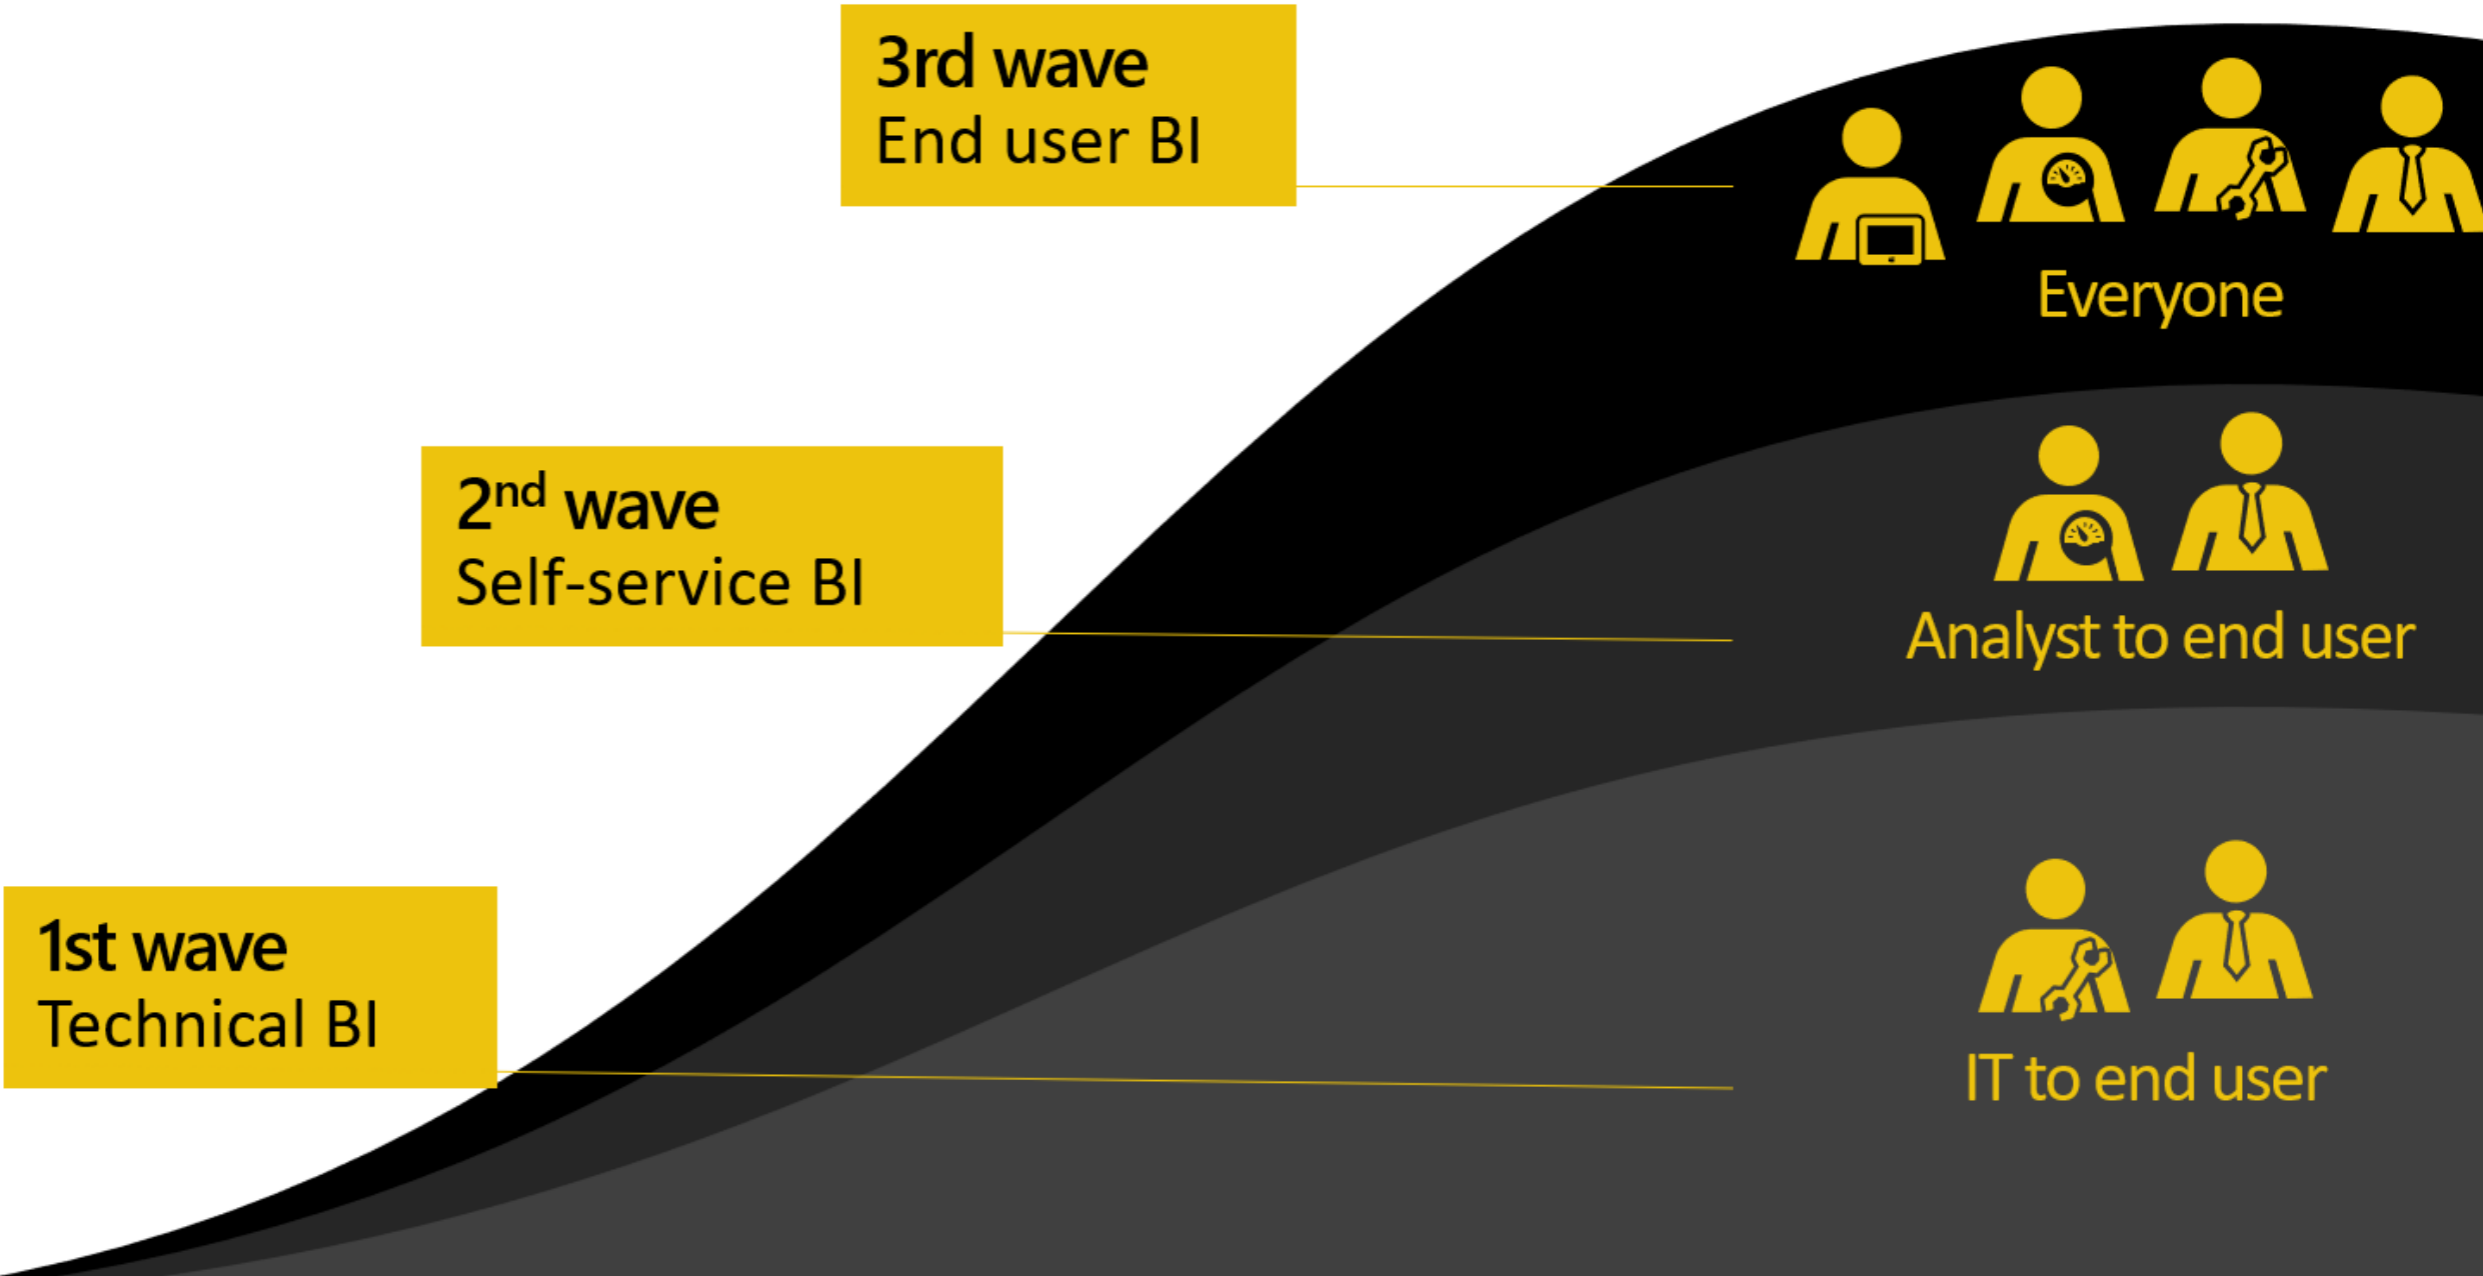 3rd wave
End user BI
Everyone
2nd wave
Self-service BI
Analyst to end user
1st wave
Technical BI
IT to end user